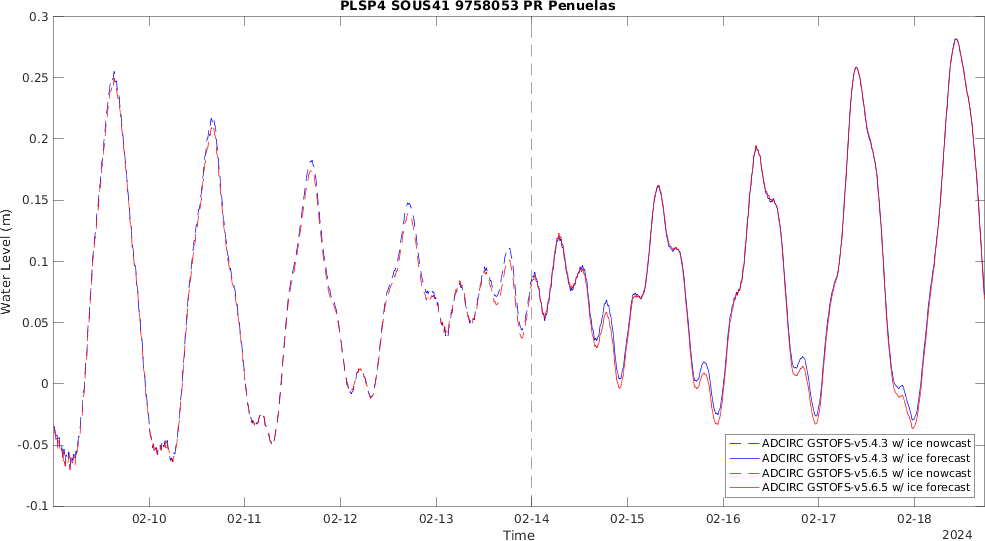 PLSP4 SOUS41 9758053 PR Penuelas
0.3
0.25
0.2
0.15
0.1
0.05
0
-0.05
-0.1
Water Level (m)
ADCIRC GSTOFS-v5.4.3 w/ ice nowcast
ADCIRC GSTOFS-v5.4.3 w/ ice forecast
ADCIRC GSTOFS-v5.6.5 w/ ice nowcast
ADCIRC GSTOFS-v5.6.5 w/ ice forecast
02-10 02-11 02-12 02-13 02-14 02-15 02-16 02-17 02-18
Time
2024